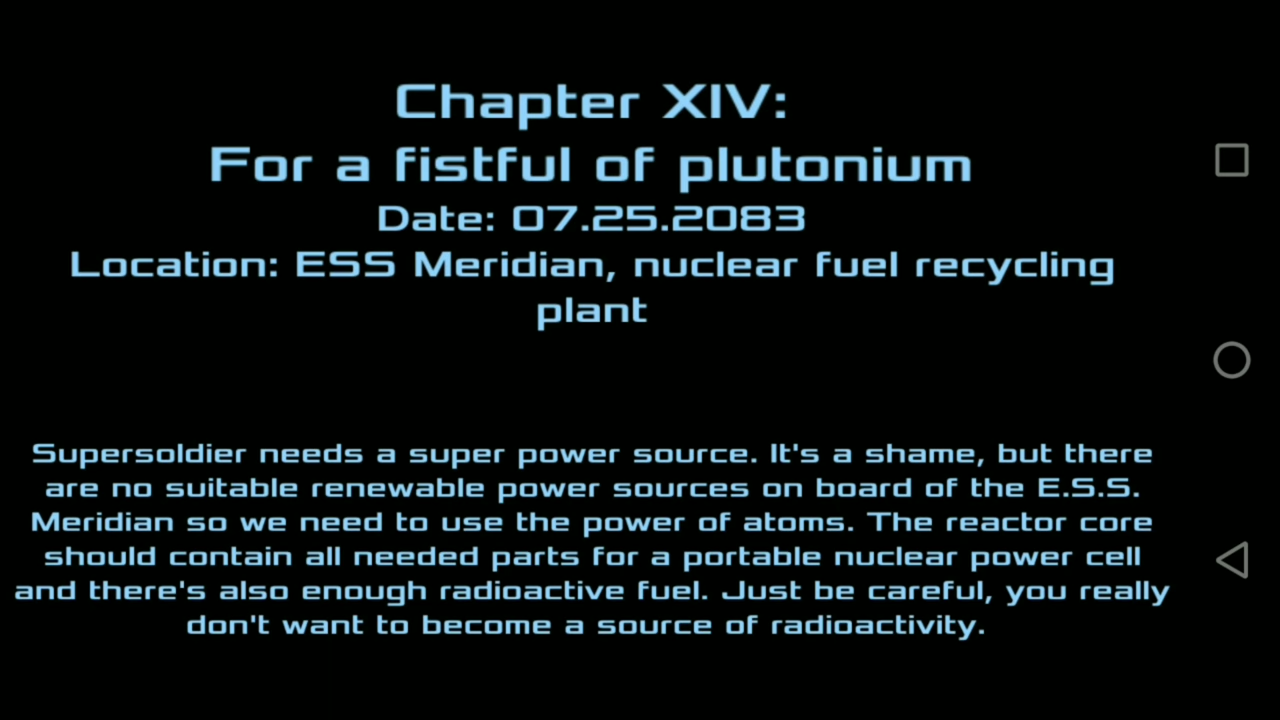 Chapter XIV:
For a fistful of plutonium
Date: 07.25.2083
Location: ESS Meridian, nuclear fuel recycling
plant
Supersoldier needs a super power source. It's a shame, but there
are no suitable renewable power sources on board of the E.S.S.
Meridian so we need to use the power of atoms. The reactor core
should contain all needed parts for a portable nuclear power cell
and there's also enough radioactive fuel. Just be careful, you really
don't want to become a source of radioactivity.